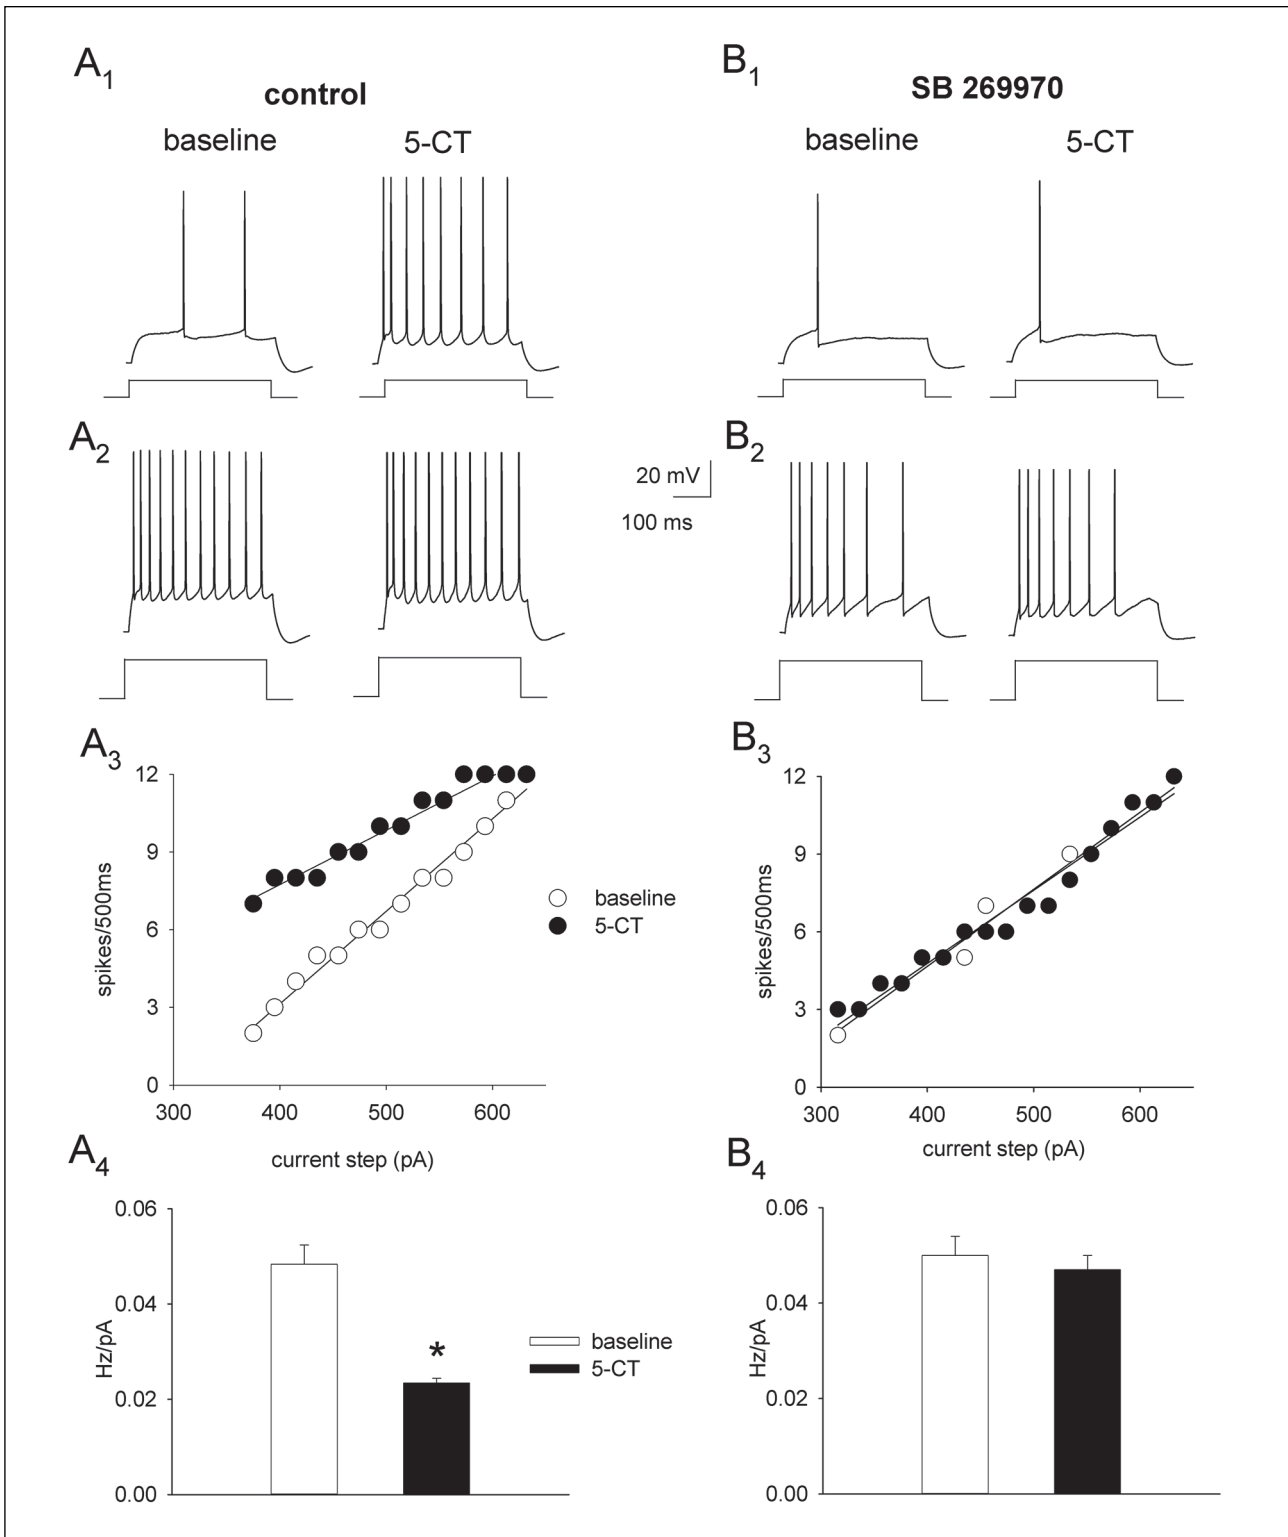 A1
control
baseline
5-CT
B1
SB 269970
baseline
5-CT
A2
20 mV
100 ms
B2
A3
12
9
6
3
0
spikes/500ms
300 400 500 600
current step (pA)
baseline
5-CT
B3
12
9
6
3
0
spikes/500ms
300 400 500 600
current step (pA)
A4
0.06
0.04
0.02
0.00
Hz/pA
*
baseline
5-CT
B4
0.06
0.04
0.02
0.00
Hz/pA